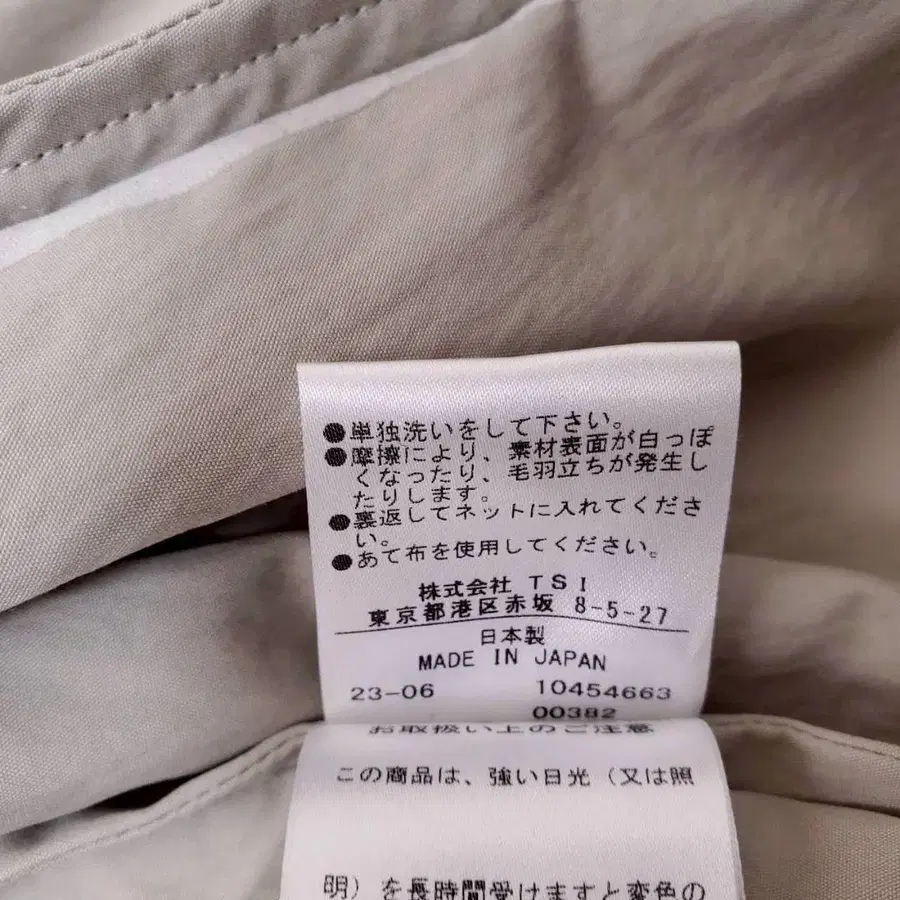 ●単独洗いをして下さい。
●摩擦により、素材表面が白っぽ
くなったり、毛羽立ちが発生し
たりします。
●裏返してネットに入れてくださ
い。
●あて布を使用してください。
株式会社 TSI
東京都港区赤坂 8-5-27
日本製
MADE IN JAPAN
23-06 10454663
00382
お取扱い上のご注意
この商品は、強い日光（又は照
明）を長時間受けますと変色の